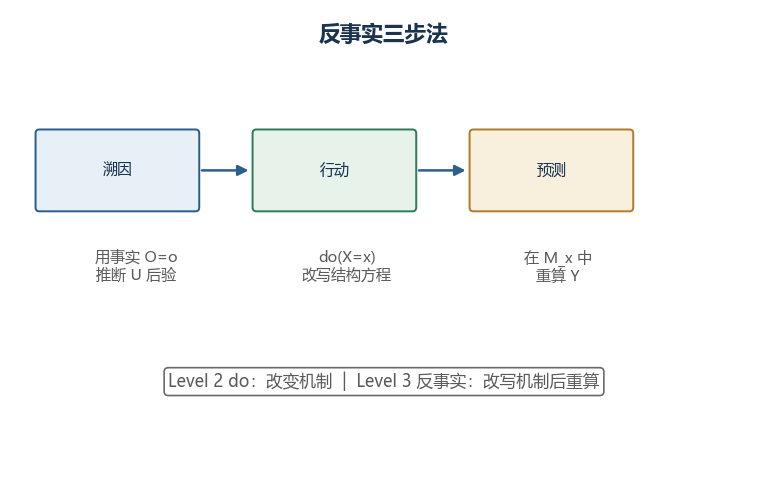 反事实三步法
溯因
行动
预测
用事实 O=o
推断 U 后验
do(X=x)
改写结构方程
在 M_x 中
重算 Y
Level 2 do：改变机制 | Level 3 反事实：改写机制后重算